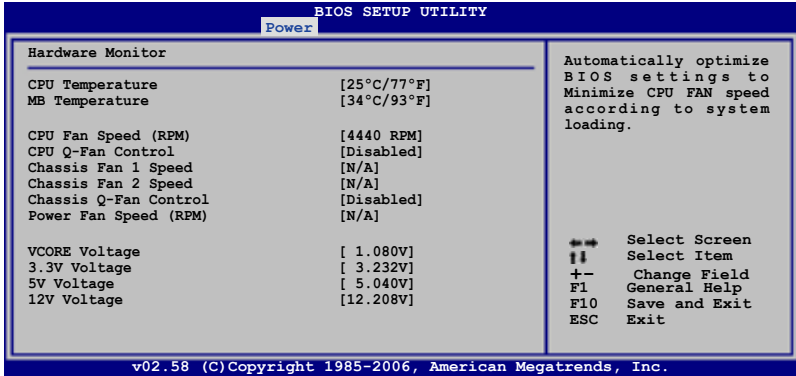 BIOS SETUP UTILITY
Power
Hardware Monitor
CPU Temperature [25°C/77°F]
MB Temperature [34°C/93°F]
CPU Fan Speed (RPM) [4440 RPM]
CPU Q-Fan Control [Disabled]
Chassis Fan 1 Speed [N/A]
Chassis Fan 2 Speed [N/A]
Chassis Q-Fan Control [Disabled]
Power Fan Speed (RPM) [N/A]
VCORE Voltage [ 1.080V]
3.3V Voltage [ 3.232V]
5V Voltage [ 5.040V]
12V Voltage [12.208V]
Automatically optimize
BIOS settings to
Minimize CPU FAN speed
according to system
loading.
Select Screen
Select Item
+- Change Field
F1 General Help
F10 Save and Exit
ESC Exit
v02.58 (C)Copyright 1985-2006, American Megatrends, Inc.